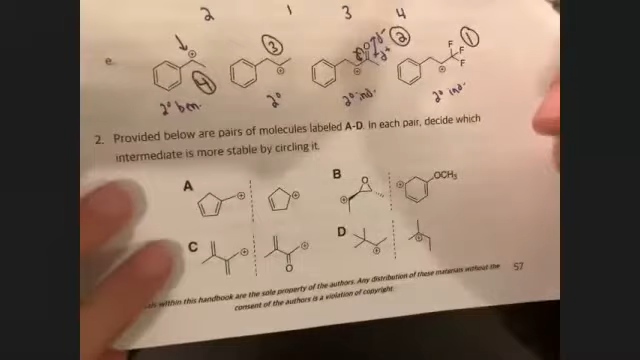 2 1 3 4
e.
4 3 2 1
O F F F
2° ben. 2° 2° ind. 2° ind.
2. Provided below are pairs of molecules labeled A-D. In each pair, decide which
intermediate is more stable by circling it.
A B
O OCH₃
C D
O
within this handbook are the sole property of the authors. Any distribution of these materials without the
consent of the authors is a violation of copyright.
57